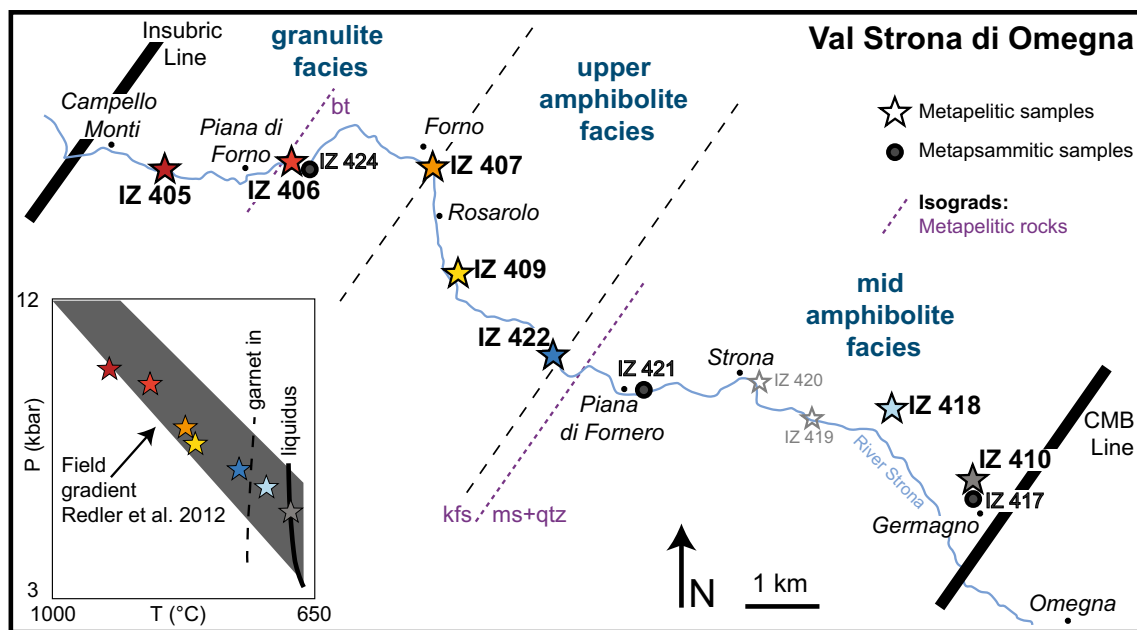 Val Strona di Omegna
Insubric
Line
granulite
facies
upper
amphibolite
facies
mid
amphibolite
facies
Metapelitic samples
Metapsammitic samples
Isograds:
Metapelitic rocks
Campello
Monti
Piana di
Forno
bt
Forno
IZ 405
IZ 406
IZ 424
IZ 407
Rosarolo
IZ 409
IZ 422
IZ 421
Piana
di Fornero
Strona
IZ 420
IZ 419
IZ 418
River Strona
CMB
Line
IZ 410
IZ 417
Germagno
Omegna
kfs
ms+qtz
N
1 km
12
P (kbar)
3
1000
T (°C)
650
garnet in
liquidus
Field
gradient
Redler et al. 2012